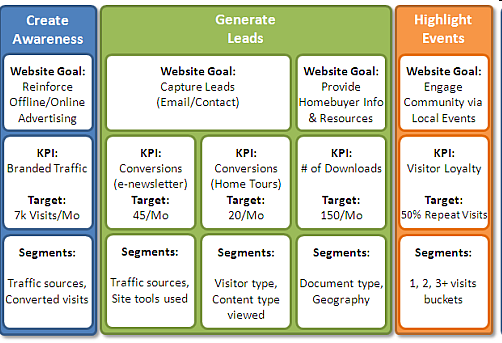 Create
Awareness
Generate
Leads
Highlight
Events
Website Goal:
Reinforce
Offline/Online
Advertising
Website Goal:
Capture Leads
(Email/Contact)
Website Goal:
Provide
Homebuyer Info
& Resources
Website Goal:
Engage
Community via
Local Events
KPI:
Branded Traffic
Target:
7k Visits/Mo
KPI:
Conversions
(e-newsletter)
Target:
45/Mo
KPI:
Conversions
(Home Tours)
Target:
20/Mo
KPI:
# of Downloads
Target:
150/Mo
KPI:
Visitor Loyalty
Target:
50% Repeat Visits
Segments:
Traffic sources,
Converted visits
Segments:
Traffic sources,
Site tools used
Segments:
Visitor type,
Content type
viewed
Segments:
Document type,
Geography
Segments:
1, 2, 3+ visits
buckets